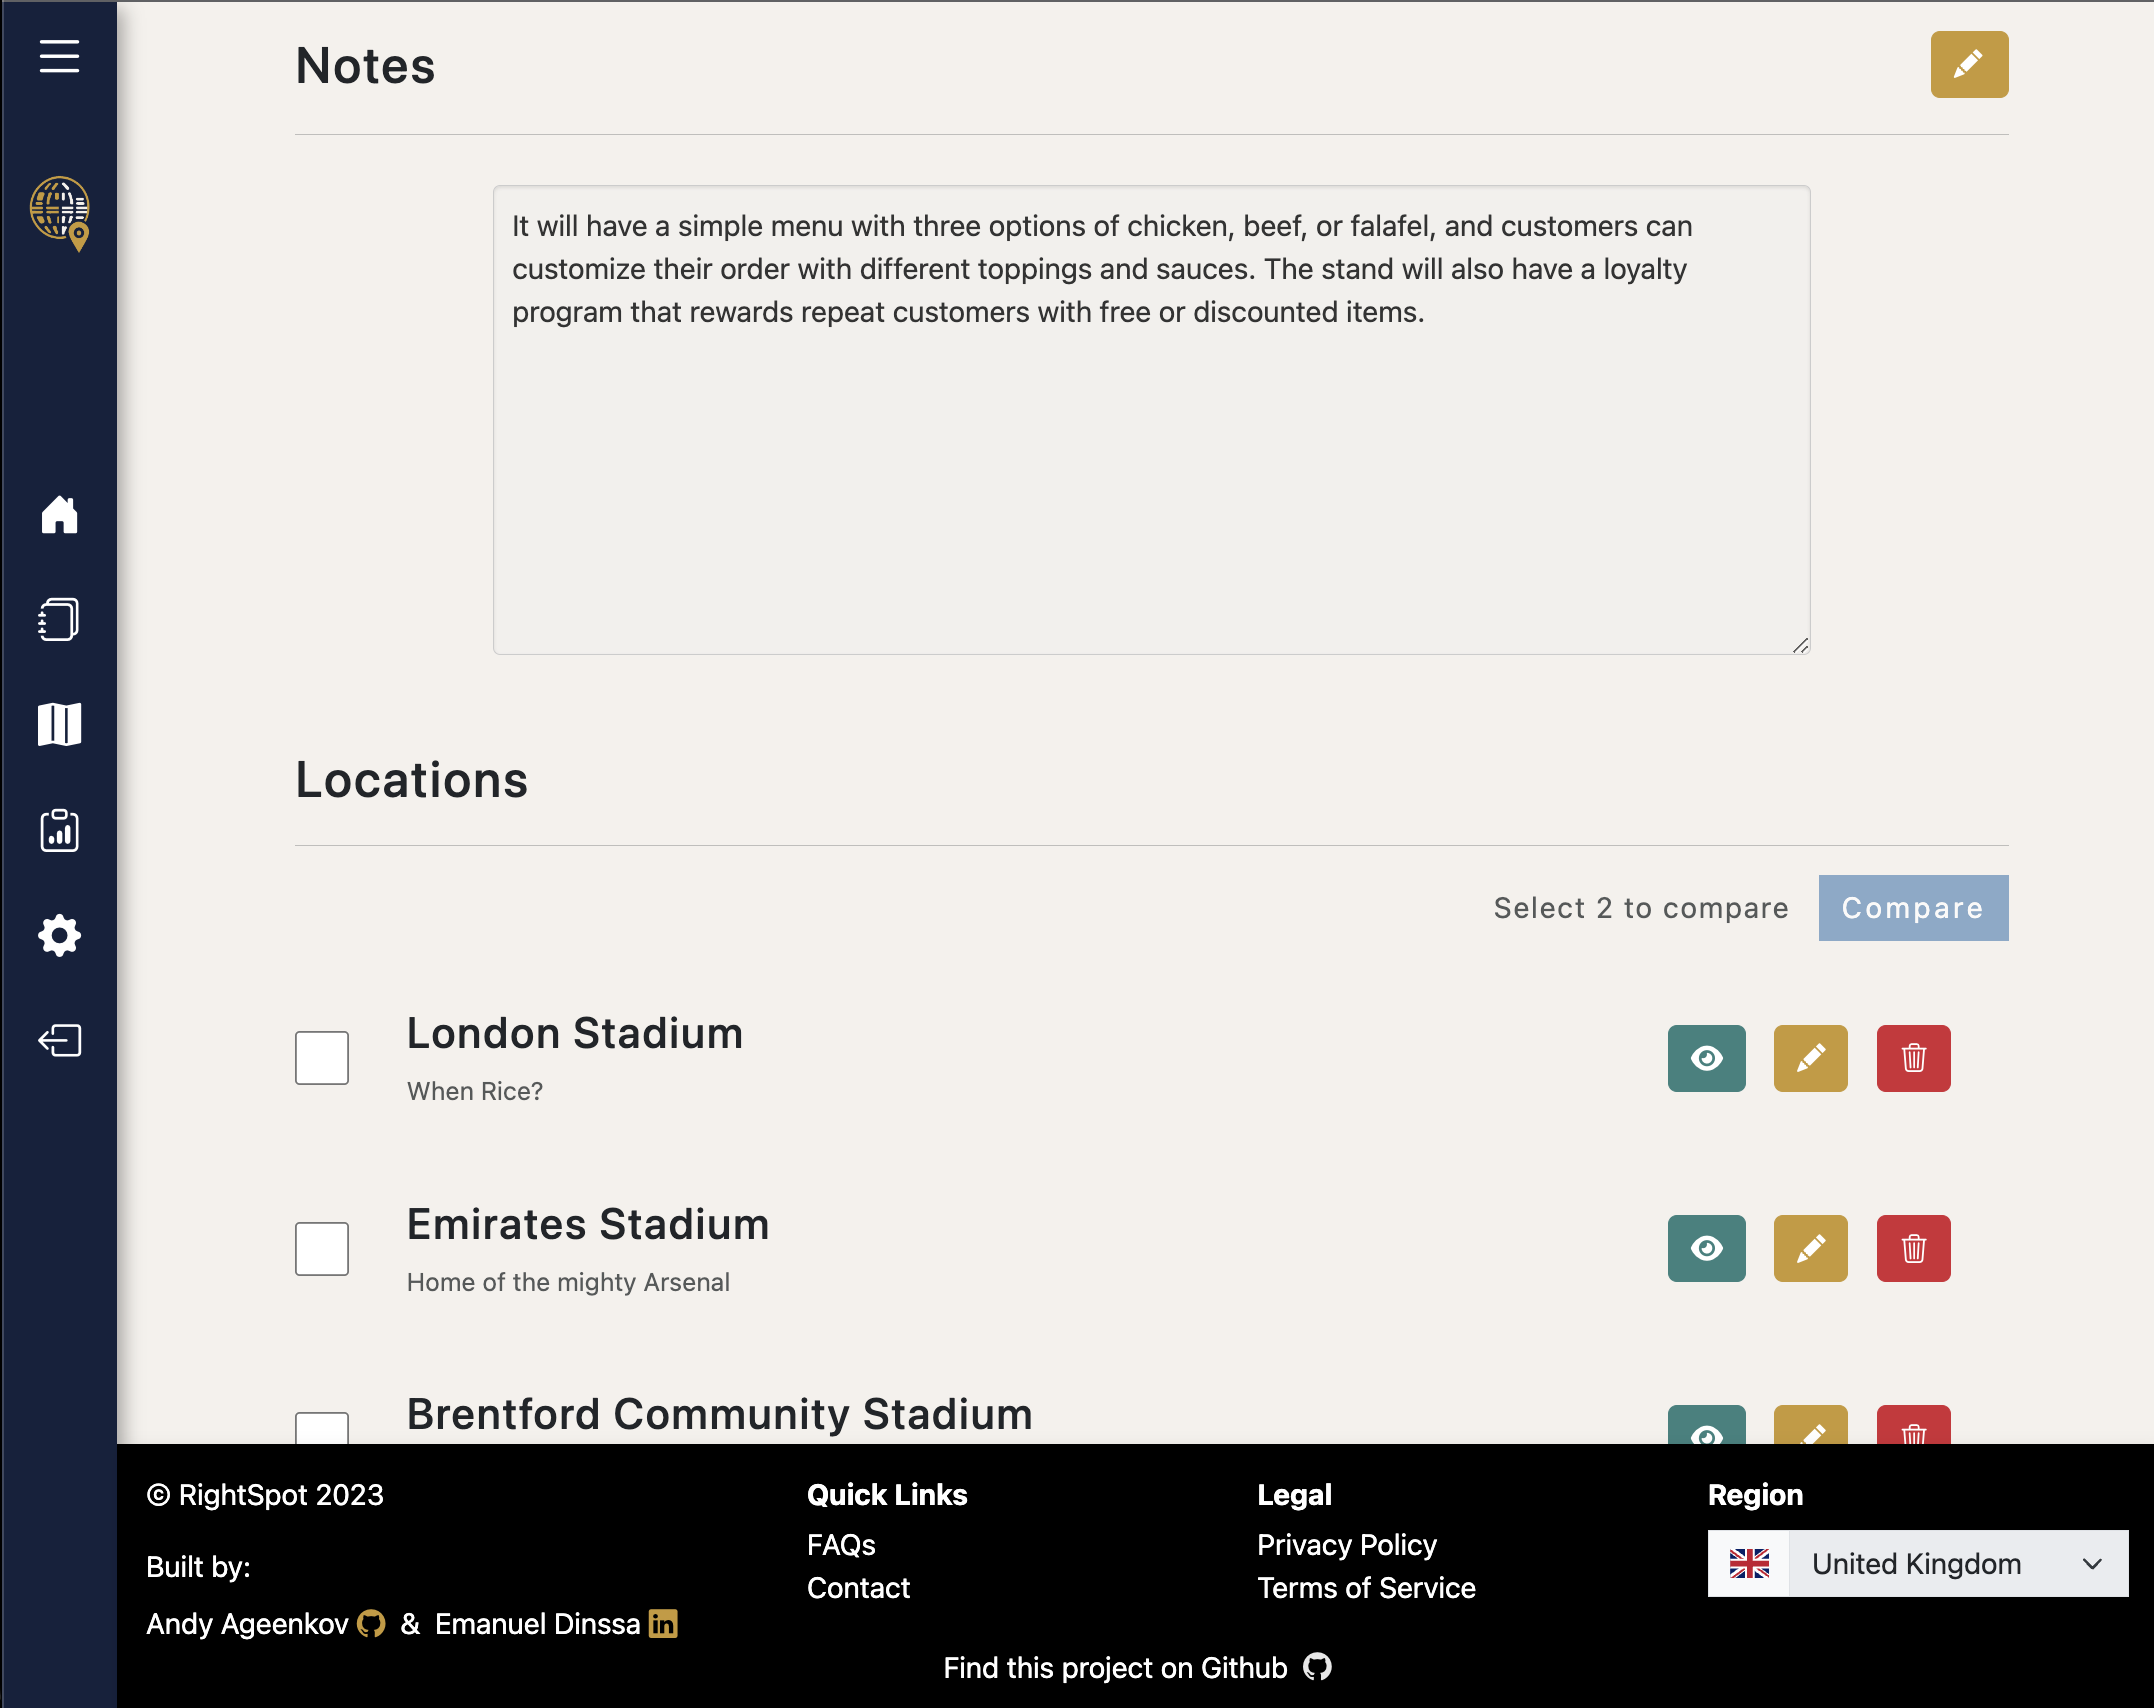 Notes
It will have a simple menu with three options of chicken, beef, or falafel, and customers can
customize their order with different toppings and sauces. The stand will also have a loyalty
program that rewards repeat customers with free or discounted items.
Locations
Select 2 to compare
Compare
London Stadium
When Rice?
Emirates Stadium
Home of the mighty Arsenal
Brentford Community Stadium
© RightSpot 2023
Built by:
Andy Ageenkov & Emanuel Dinssa in
Quick Links
FAQs
Contact
Legal
Privacy Policy
Terms of Service
Region
United Kingdom
Find this project on Github